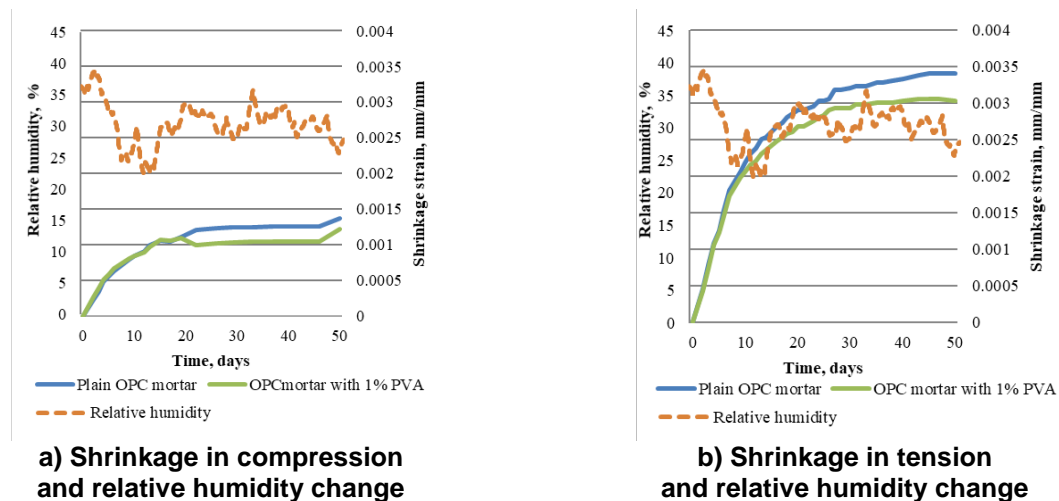 45
40
35
30
25
20
15
10
5
0
Relative humidity, %
0.004
0.0035
0.003
0.0025
0.002
0.0015
0.001
0.0005
0
Shrinkage strain, mm/mm
0 10 20 30 40 50
Time, days
Plain OPC mortar OPCmortar with 1% PVA
Relative humidity
a) Shrinkage in compression
and relative humidity change
45
40
35
30
25
20
15
10
5
0
Relative humidity, %
0.004
0.0035
0.003
0.0025
0.002
0.0015
0.001
0.0005
0
Shrinkage strain, mm/mm
0 10 20 30 40 50
Time, days
Plain OPC mortar OPC mortar with 1% PVA
Relative humidity
b) Shrinkage in tension
and relative humidity change